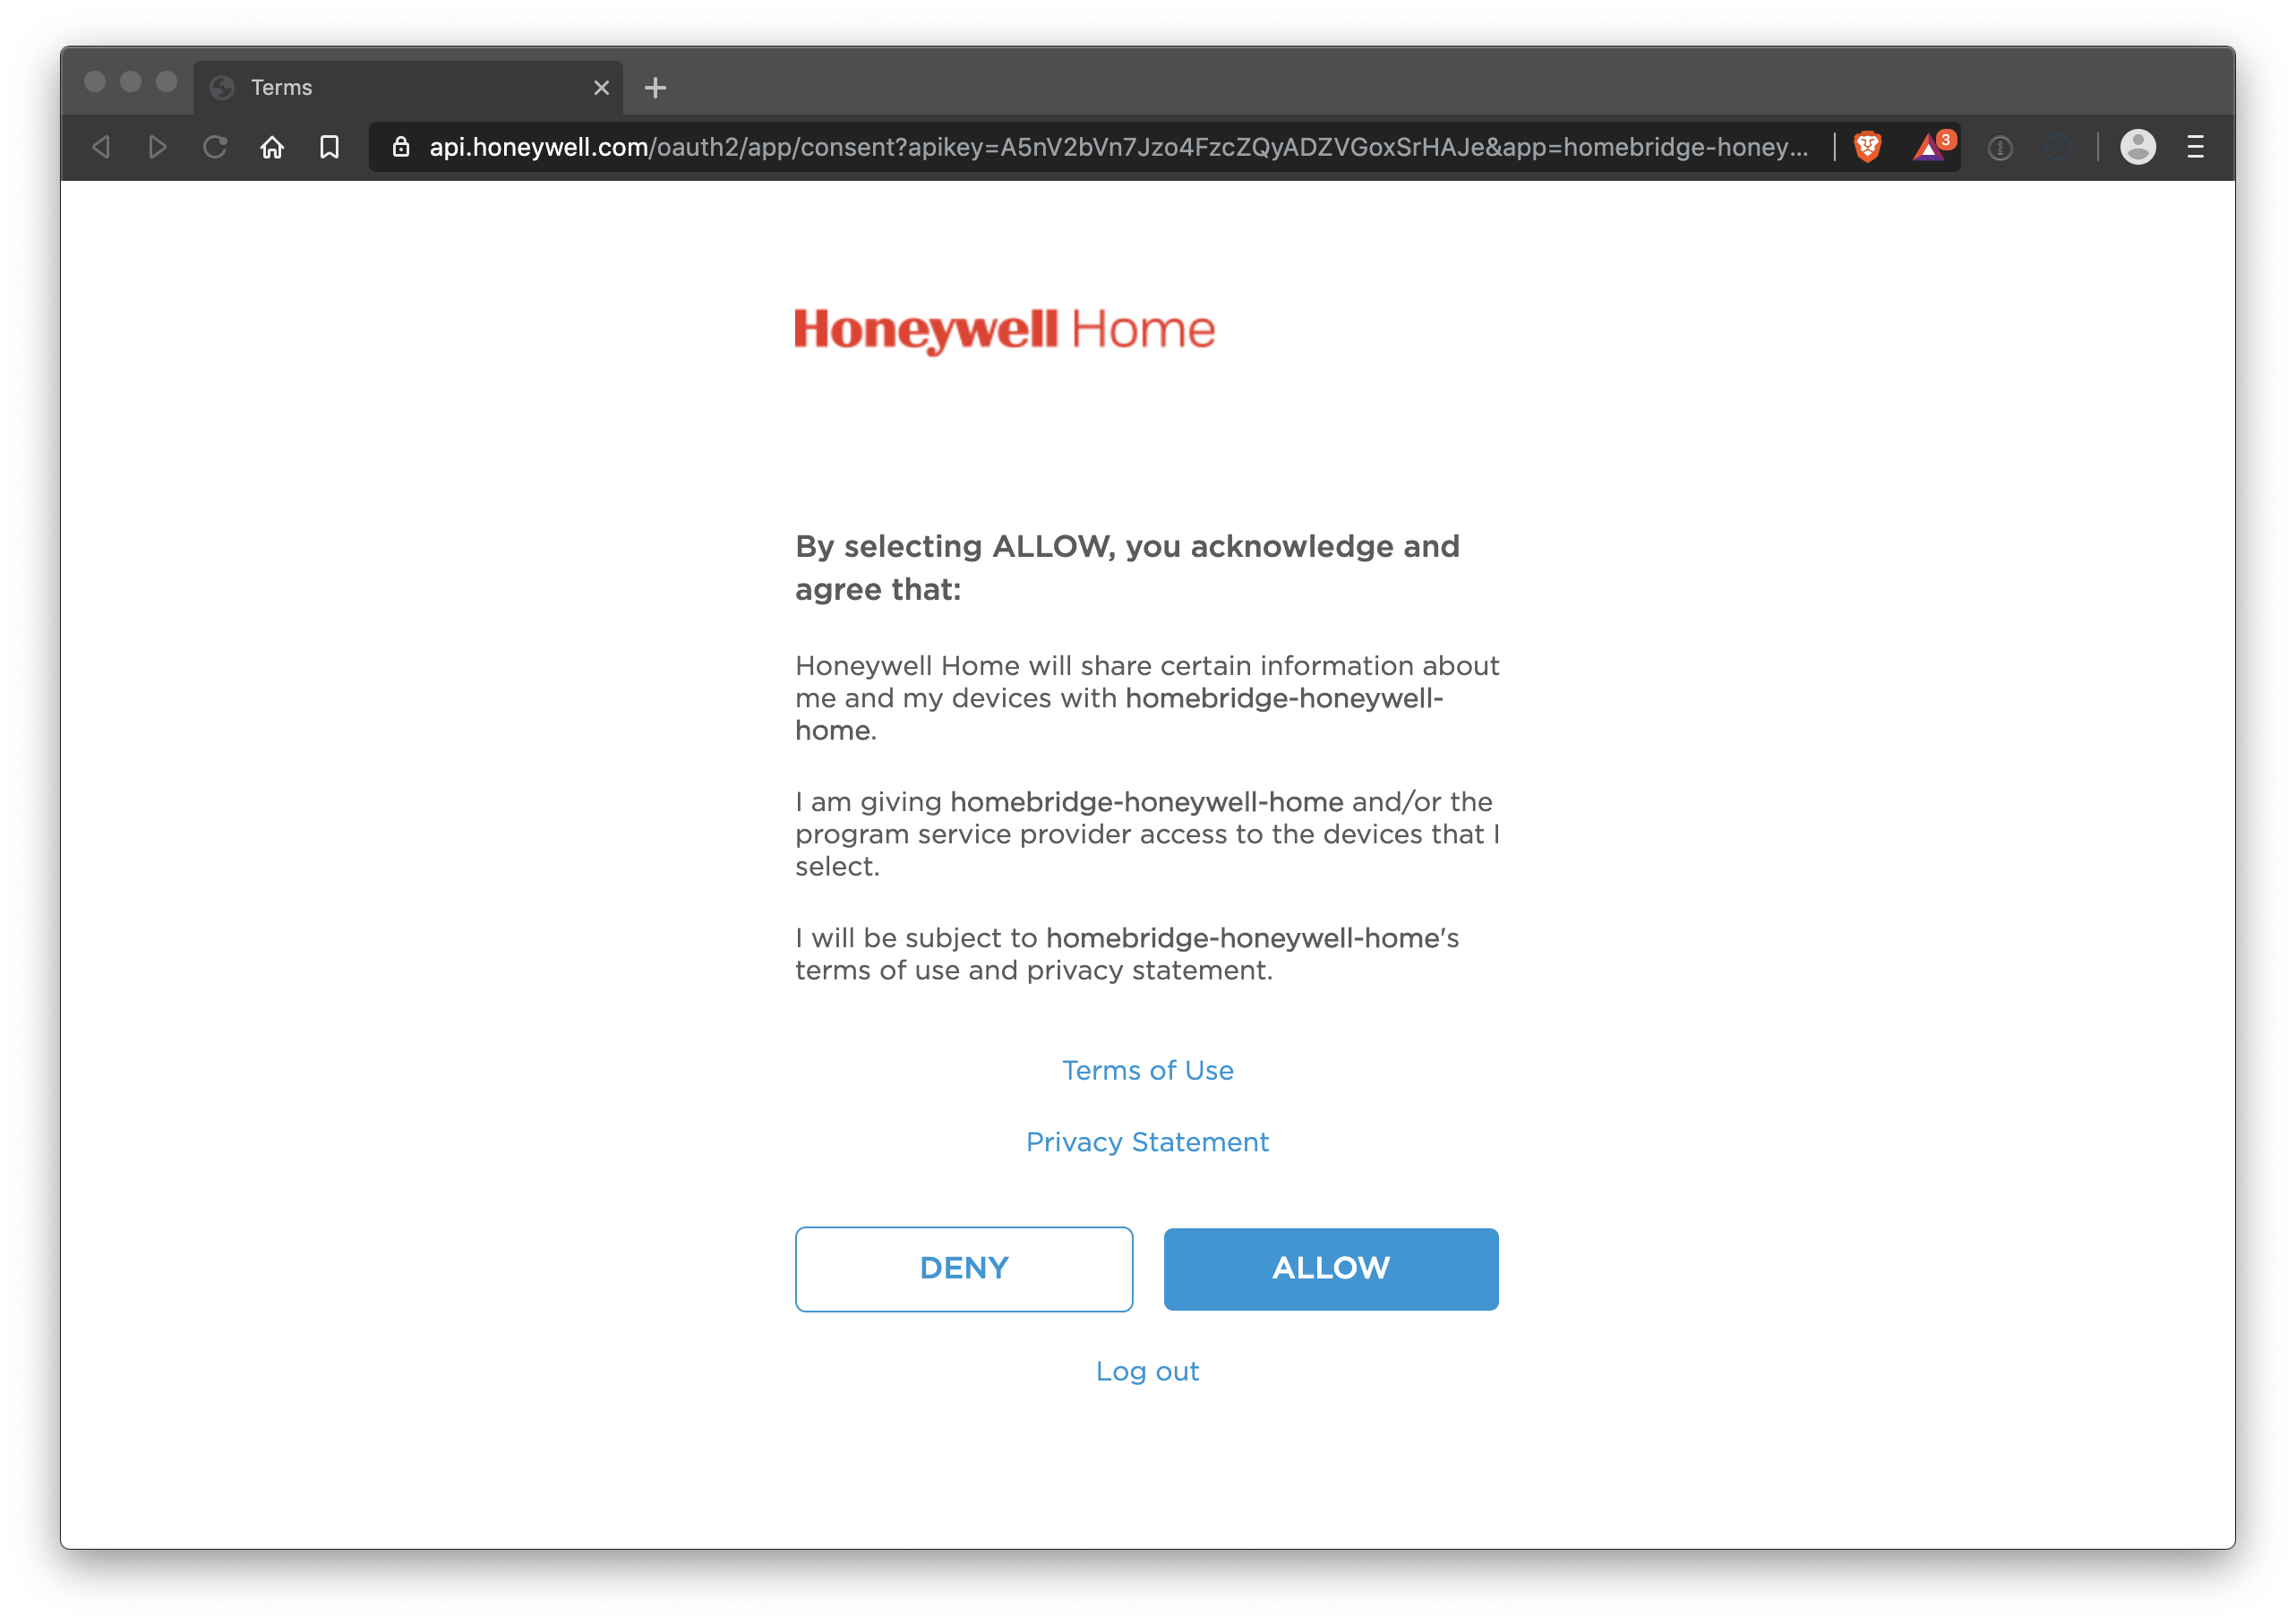 Terms
api.honeywell.com/oauth2/app/consent?apikey=A5nV2bVn7Jzo4FzcZQyADZVGoxSrHAJe&app=homebridge-honey...
3
Honeywell Home
By selecting ALLOW, you acknowledge and
agree that:
Honeywell Home will share certain information about
me and my devices with homebridge-honeywell-
home.
I am giving homebridge-honeywell-home and/or the
program service provider access to the devices that I
select.
I will be subject to homebridge-honeywell-home's
terms of use and privacy statement.
Terms of Use
Privacy Statement
DENY
ALLOW
Log out